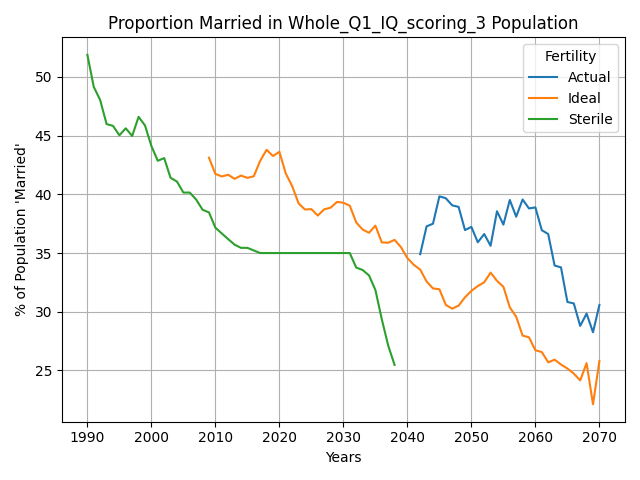 Proportion Married in Whole_Q1_IQ_scoring_3 Population
% of Population 'Married'
50
45
40
35
30
25
Fertility
Actual
Ideal
Sterile
1990 2000 2010 2020 2030 2040 2050 2060 2070
Years